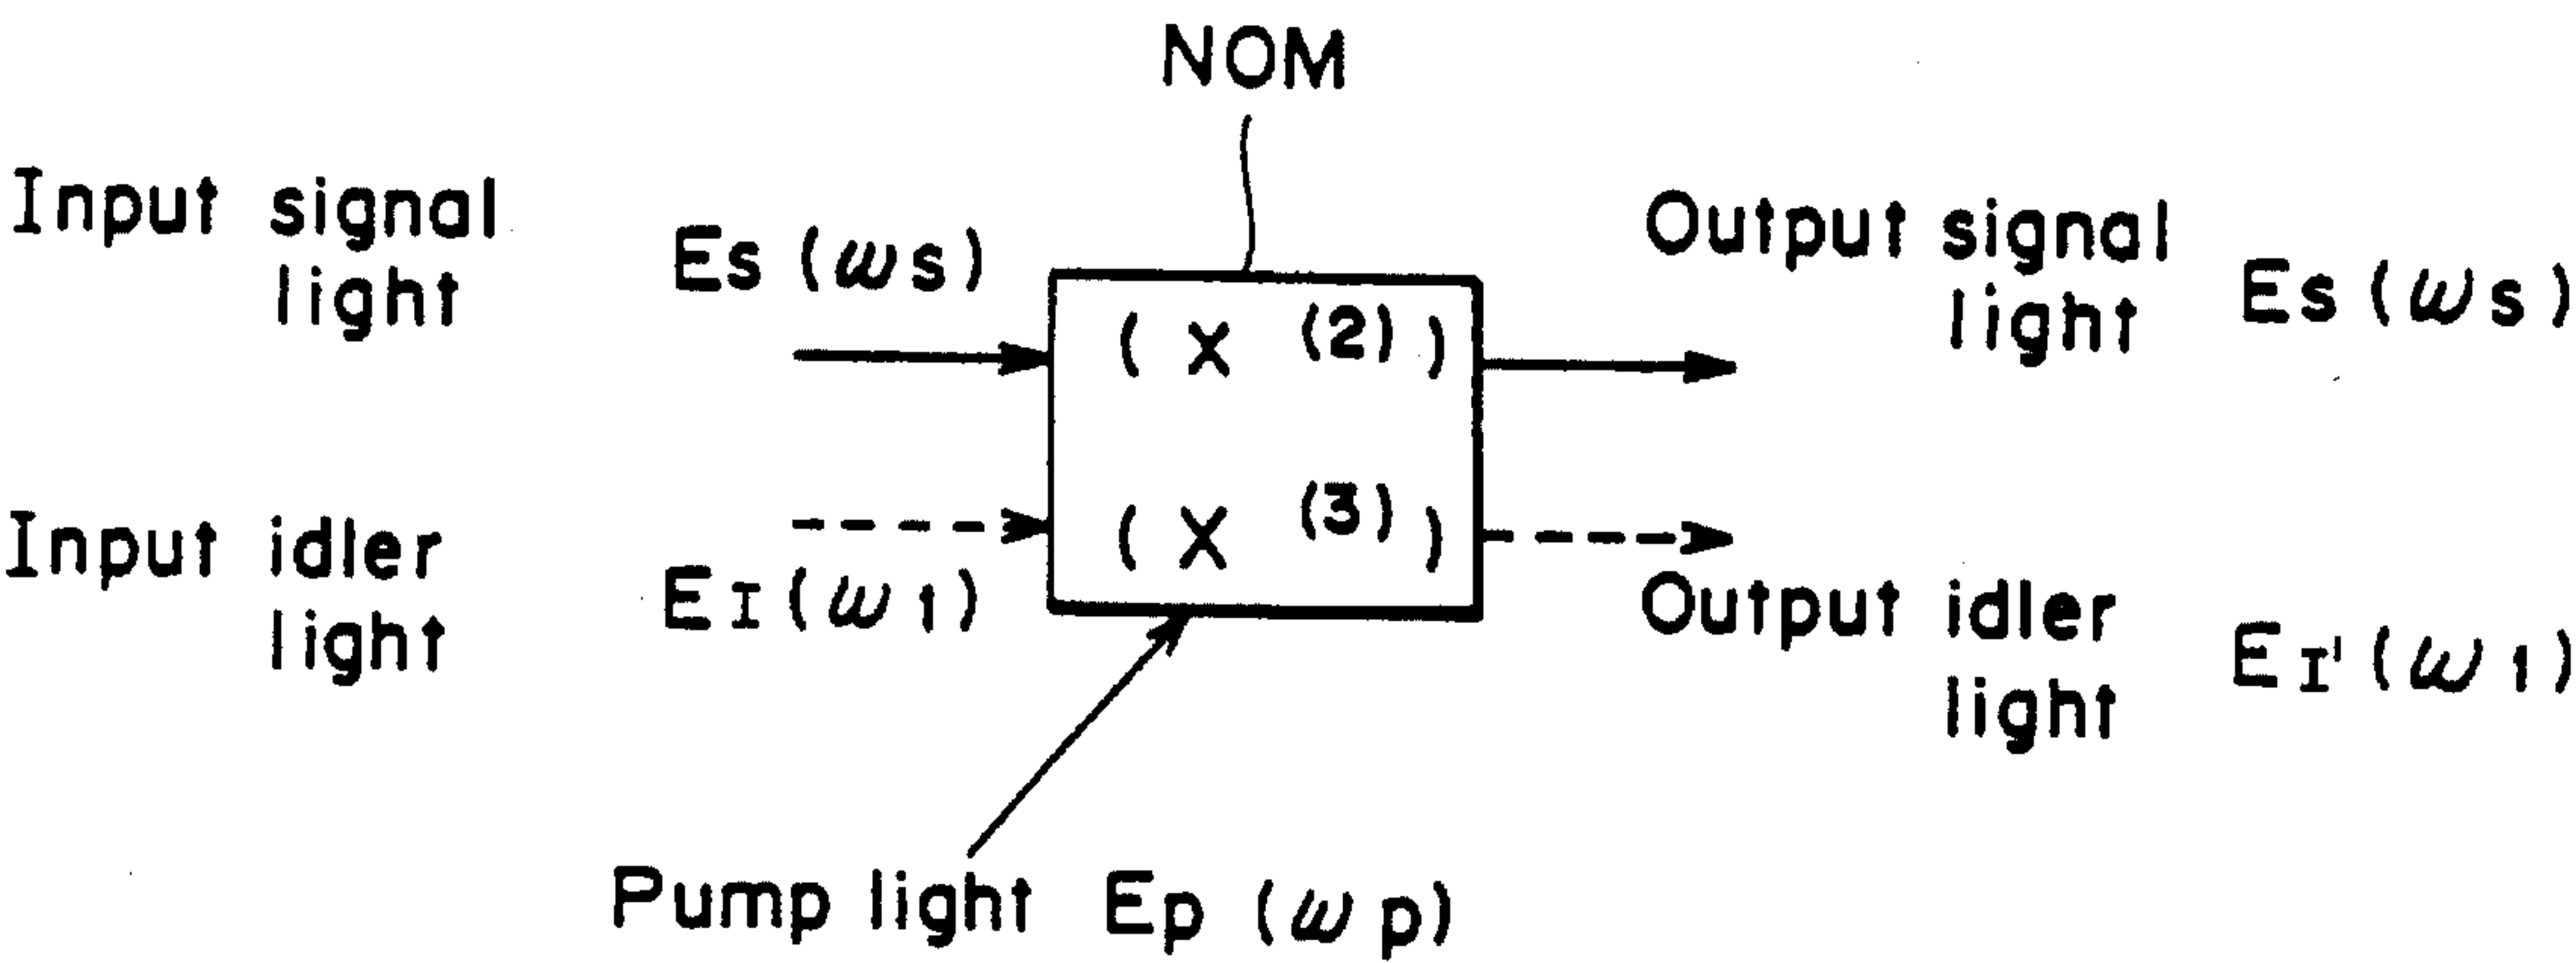 NOM
Input signal
light
Es (ωs)
(χ (2))
(χ (3))
Input idler
light
EI (ω1)
Output signal
light
Es (ωs)
Output idler
light
EI' (ω1)
Pump light Ep (ωp)